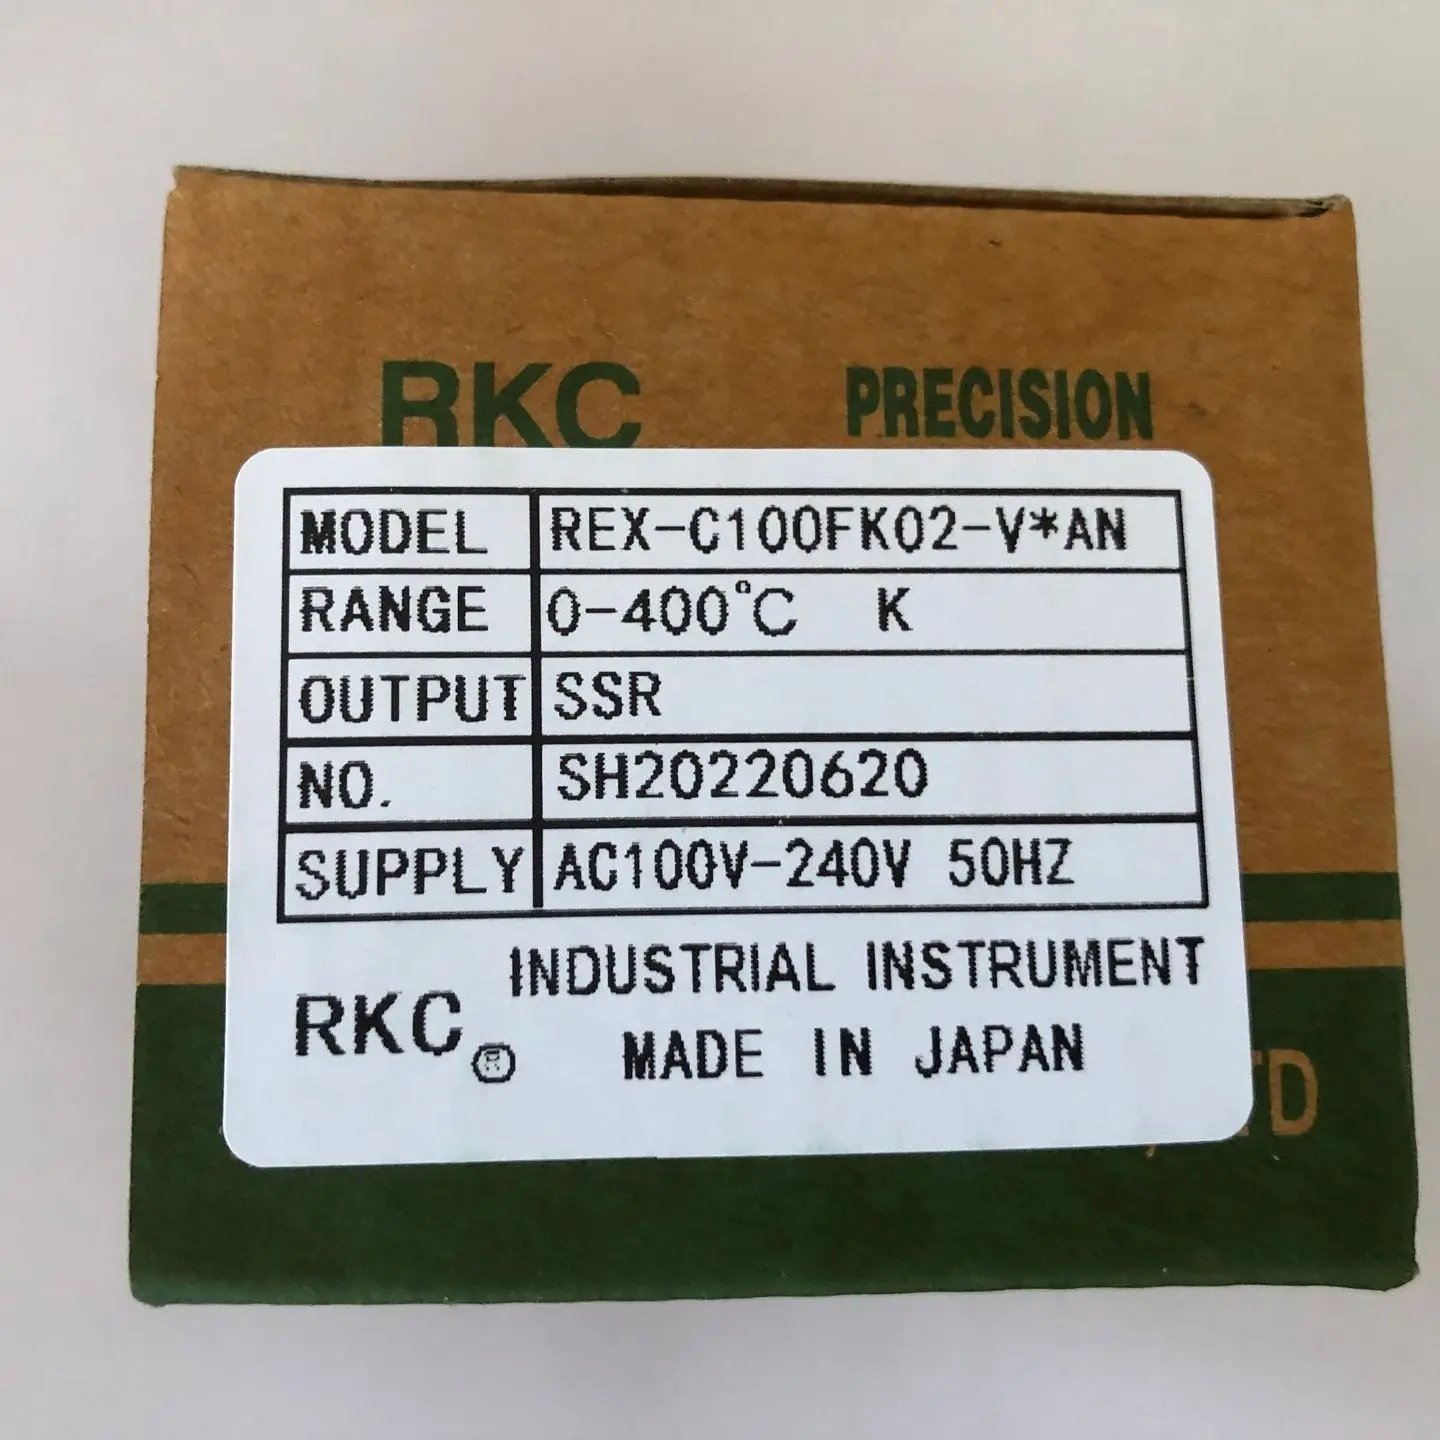 RKC PRECISION
MODEL REX-C100FK02-V*AN
RANGE 0-400°C K
OUTPUT SSR
NO. SH20220620
SUPPLY AC100V-240V 50HZ
RKC® INDUSTRIAL INSTRUMENT
MADE IN JAPAN